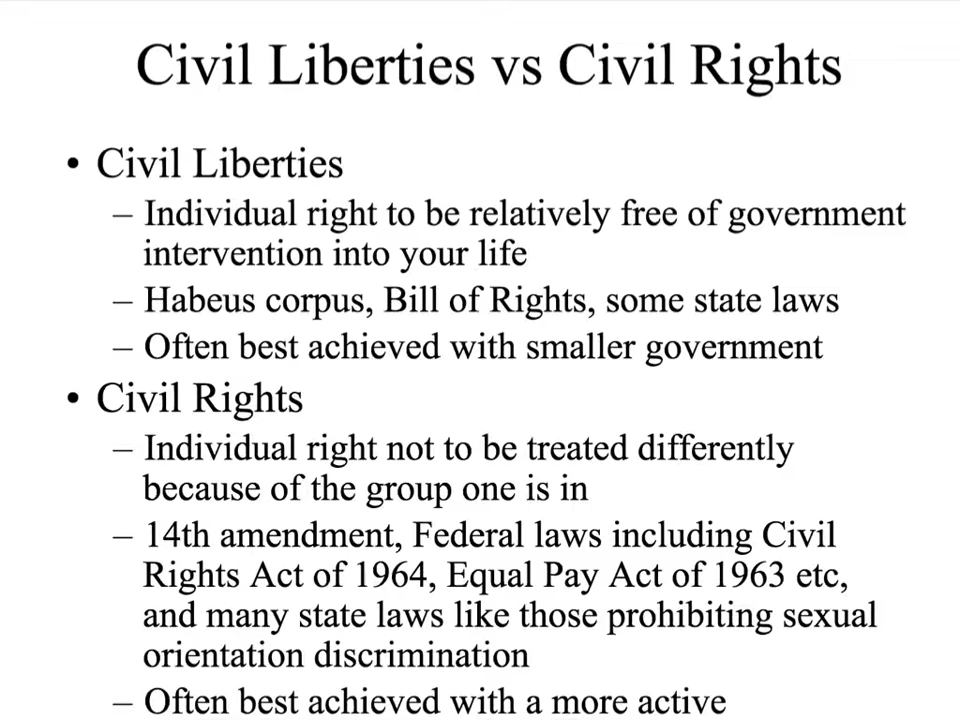 Civil Liberties vs Civil Rights
• Civil Liberties
– Individual right to be relatively free of government
intervention into your life
– Habeus corpus, Bill of Rights, some state laws
– Often best achieved with smaller government
• Civil Rights
– Individual right not to be treated differently
because of the group one is in
– 14th amendment, Federal laws including Civil
Rights Act of 1964, Equal Pay Act of 1963 etc,
and many state laws like those prohibiting sexual
orientation discrimination
– Often best achieved with a more active